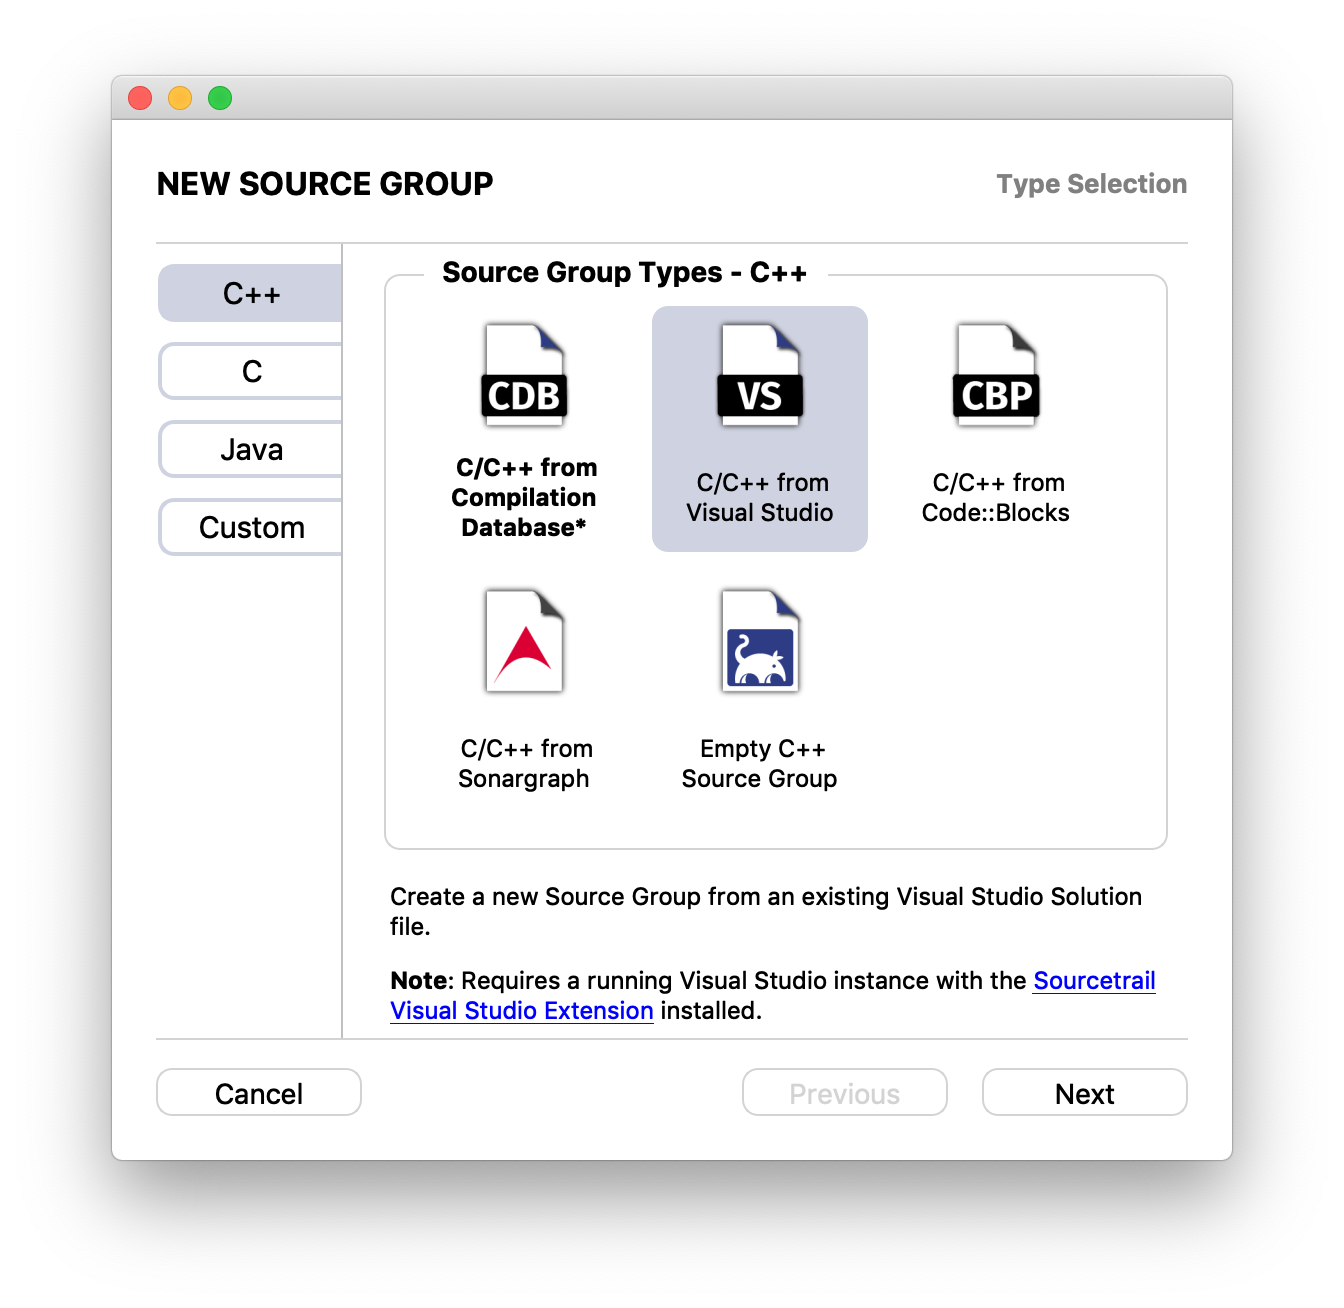 NEW SOURCE GROUP
Type Selection
C++
C
Java
Custom
Source Group Types - C++
CDB
C/C++ from
Compilation
Database*
VS
C/C++ from
Visual Studio
CBP
C/C++ from
Code::Blocks
C/C++ from
Sonargraph
Empty C++
Source Group
Create a new Source Group from an existing Visual Studio Solution
file.
Note: Requires a running Visual Studio instance with the Sourcetrail
Visual Studio Extension installed.
Cancel
Previous
Next